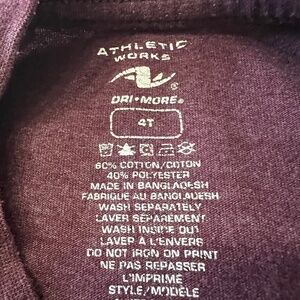 ATHLETIC
WORKS
DRI•MORE®
4T
60% COTTON/COTON
40% POLYESTER
MADE IN BANGLADESH
FABRIQUÉ AU BANGLADESH
WASH SEPARATELY
LAVER SÉPARÉMENT
WASH INSIDE OUT
LAVER À L'ENVERS
DO NOT IRON ON PRINT
NE PAS REPASSER
L'IMPRIMÉ
STYLE/MODÈLE